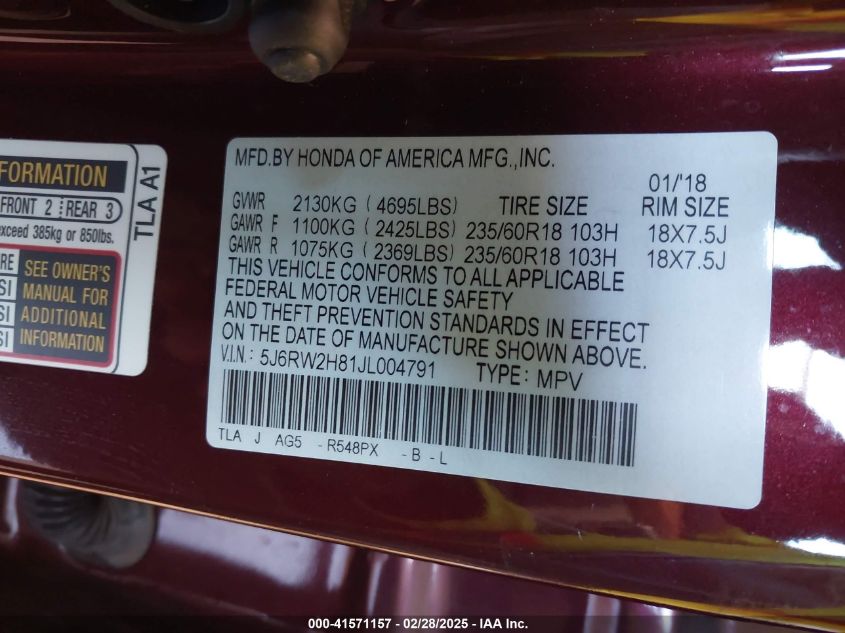 FORMATION
FRONT 2 REAR 3
exceed 385kg or 850lbs.
SEE OWNER'S
MANUAL FOR
ADDITIONAL
INFORMATION
TLA A1
MFD.BY HONDA OF AMERICA MFG.,INC.
01/'18
GVWR 2130KG ( 4695LBS) TIRE SIZE RIM SIZE
GAWR F 1100KG ( 2425LBS) 235/60R18 103H 18X7.5J
GAWR R 1075KG ( 2369LBS) 235/60R18 103H 18X7.5J
THIS VEHICLE CONFORMS TO ALL APPLICABLE
FEDERAL MOTOR VEHICLE SAFETY
AND THEFT PREVENTION STANDARDS IN EFFECT
ON THE DATE OF MANUFACTURE SHOWN ABOVE.
V.I.N.: 5J6RW2H81JL004791 TYPE: MPV
TLA J AG5 -R548PX -B-L
000-41571157 - 02/28/2025 - IAA Inc.